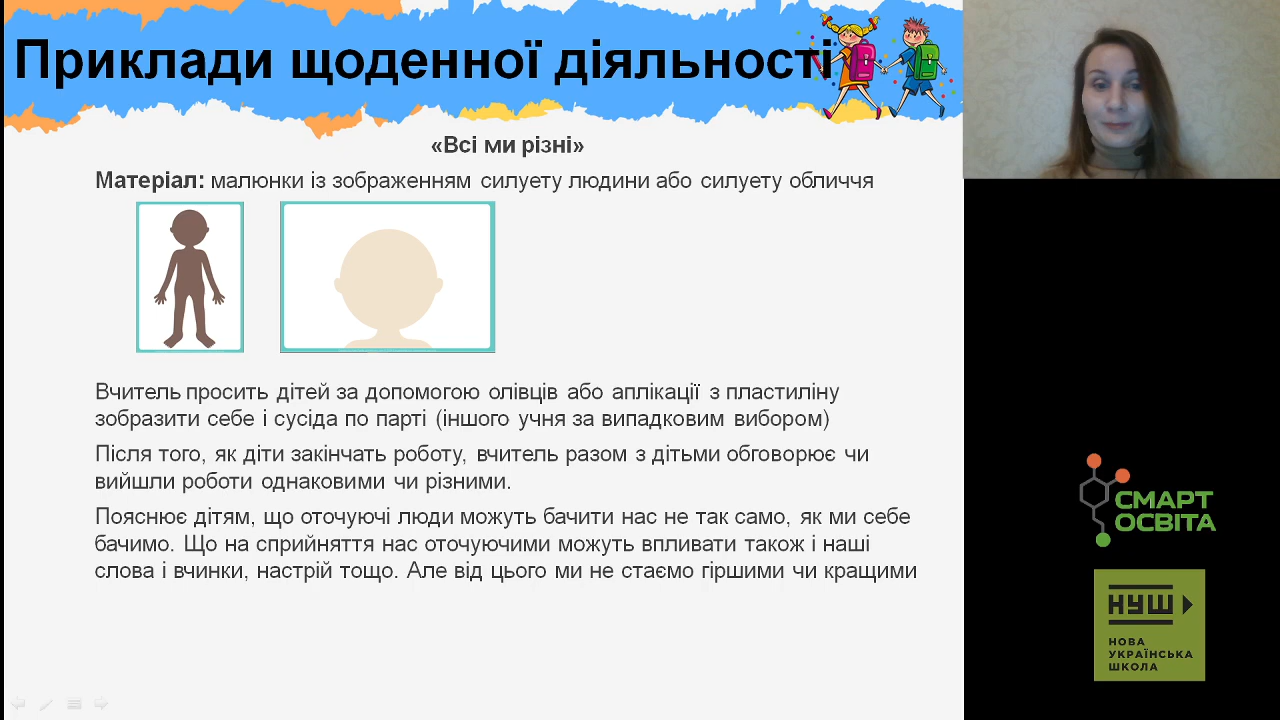 Приклади щоденної діяльності
«Всі ми різні»
Матеріал: малюнки із зображенням силуету людини або силуету обличчя
Вчитель просить дітей за допомогою олівців або аплікації з пластиліну
зобразити себе і сусіда по парті (іншого учня за випадковим вибором)
Після того, як діти закінчать роботу, вчитель разом з дітьми обговорює чи
вийшли роботи однаковими чи різними.
Пояснює дітям, що оточуючі люди можуть бачити нас не так само, як ми себе
бачимо. Що на сприйняття нас оточуючими можуть впливати також і наші
слова і вчинки, настрій тощо. Але від цього ми не стаємо гіршими чи кращими
СМАРТ
ОСВІТА
НУШ
НОВА
УКРАЇНСЬКА
ШКОЛА